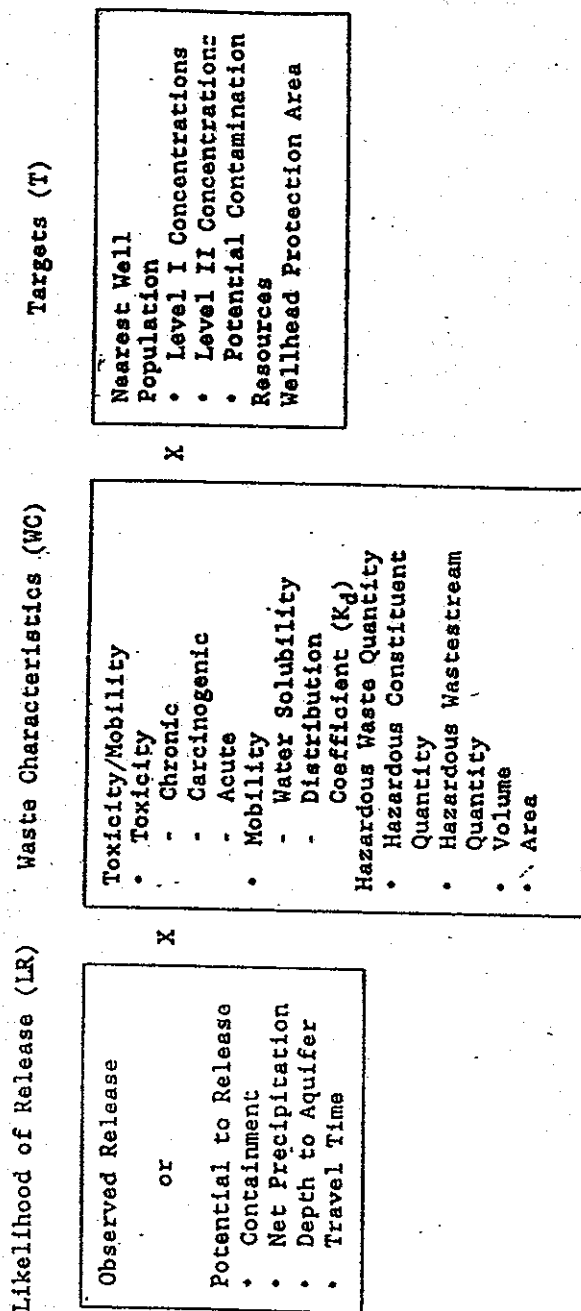 Likelihood of Release (LR)
Observed Release
or
Potential to Release
• Containment
• Net Precipitation
• Depth to Aquifer
• Travel Time
X
Waste Characteristics (WC)
Toxicity/Mobility
• Toxicity
- Chronic
- Carcinogenic
- Acute
• Mobility
- Water Solubility
- Distribution
Coefficient (Kd)
Hazardous Waste Quantity
• Hazardous Constituent
Quantity
• Hazardous Wastestream
Quantity
• Volume
• Area
X
Targets (T)
Nearest Well
Population
• Level I Concentrations
• Level II Concentrations
• Potential Contamination
Resources
Wellhead Protection Area